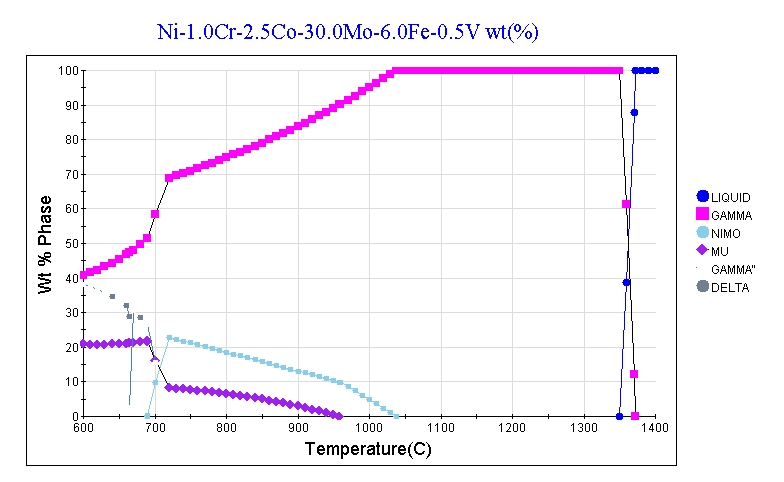 Ni-1.0Cr-2.5Co-30.0Mo-6.0Fe-0.5V wt(%)
100
90
80
70
60
50
40
30
20
10
0
Wt % Phase
600 700 800 900 1000 1100 1200 1300 1400
Temperature(C)
LIQUID
GAMMA
NIMO
MU
GAMMA"
DELTA